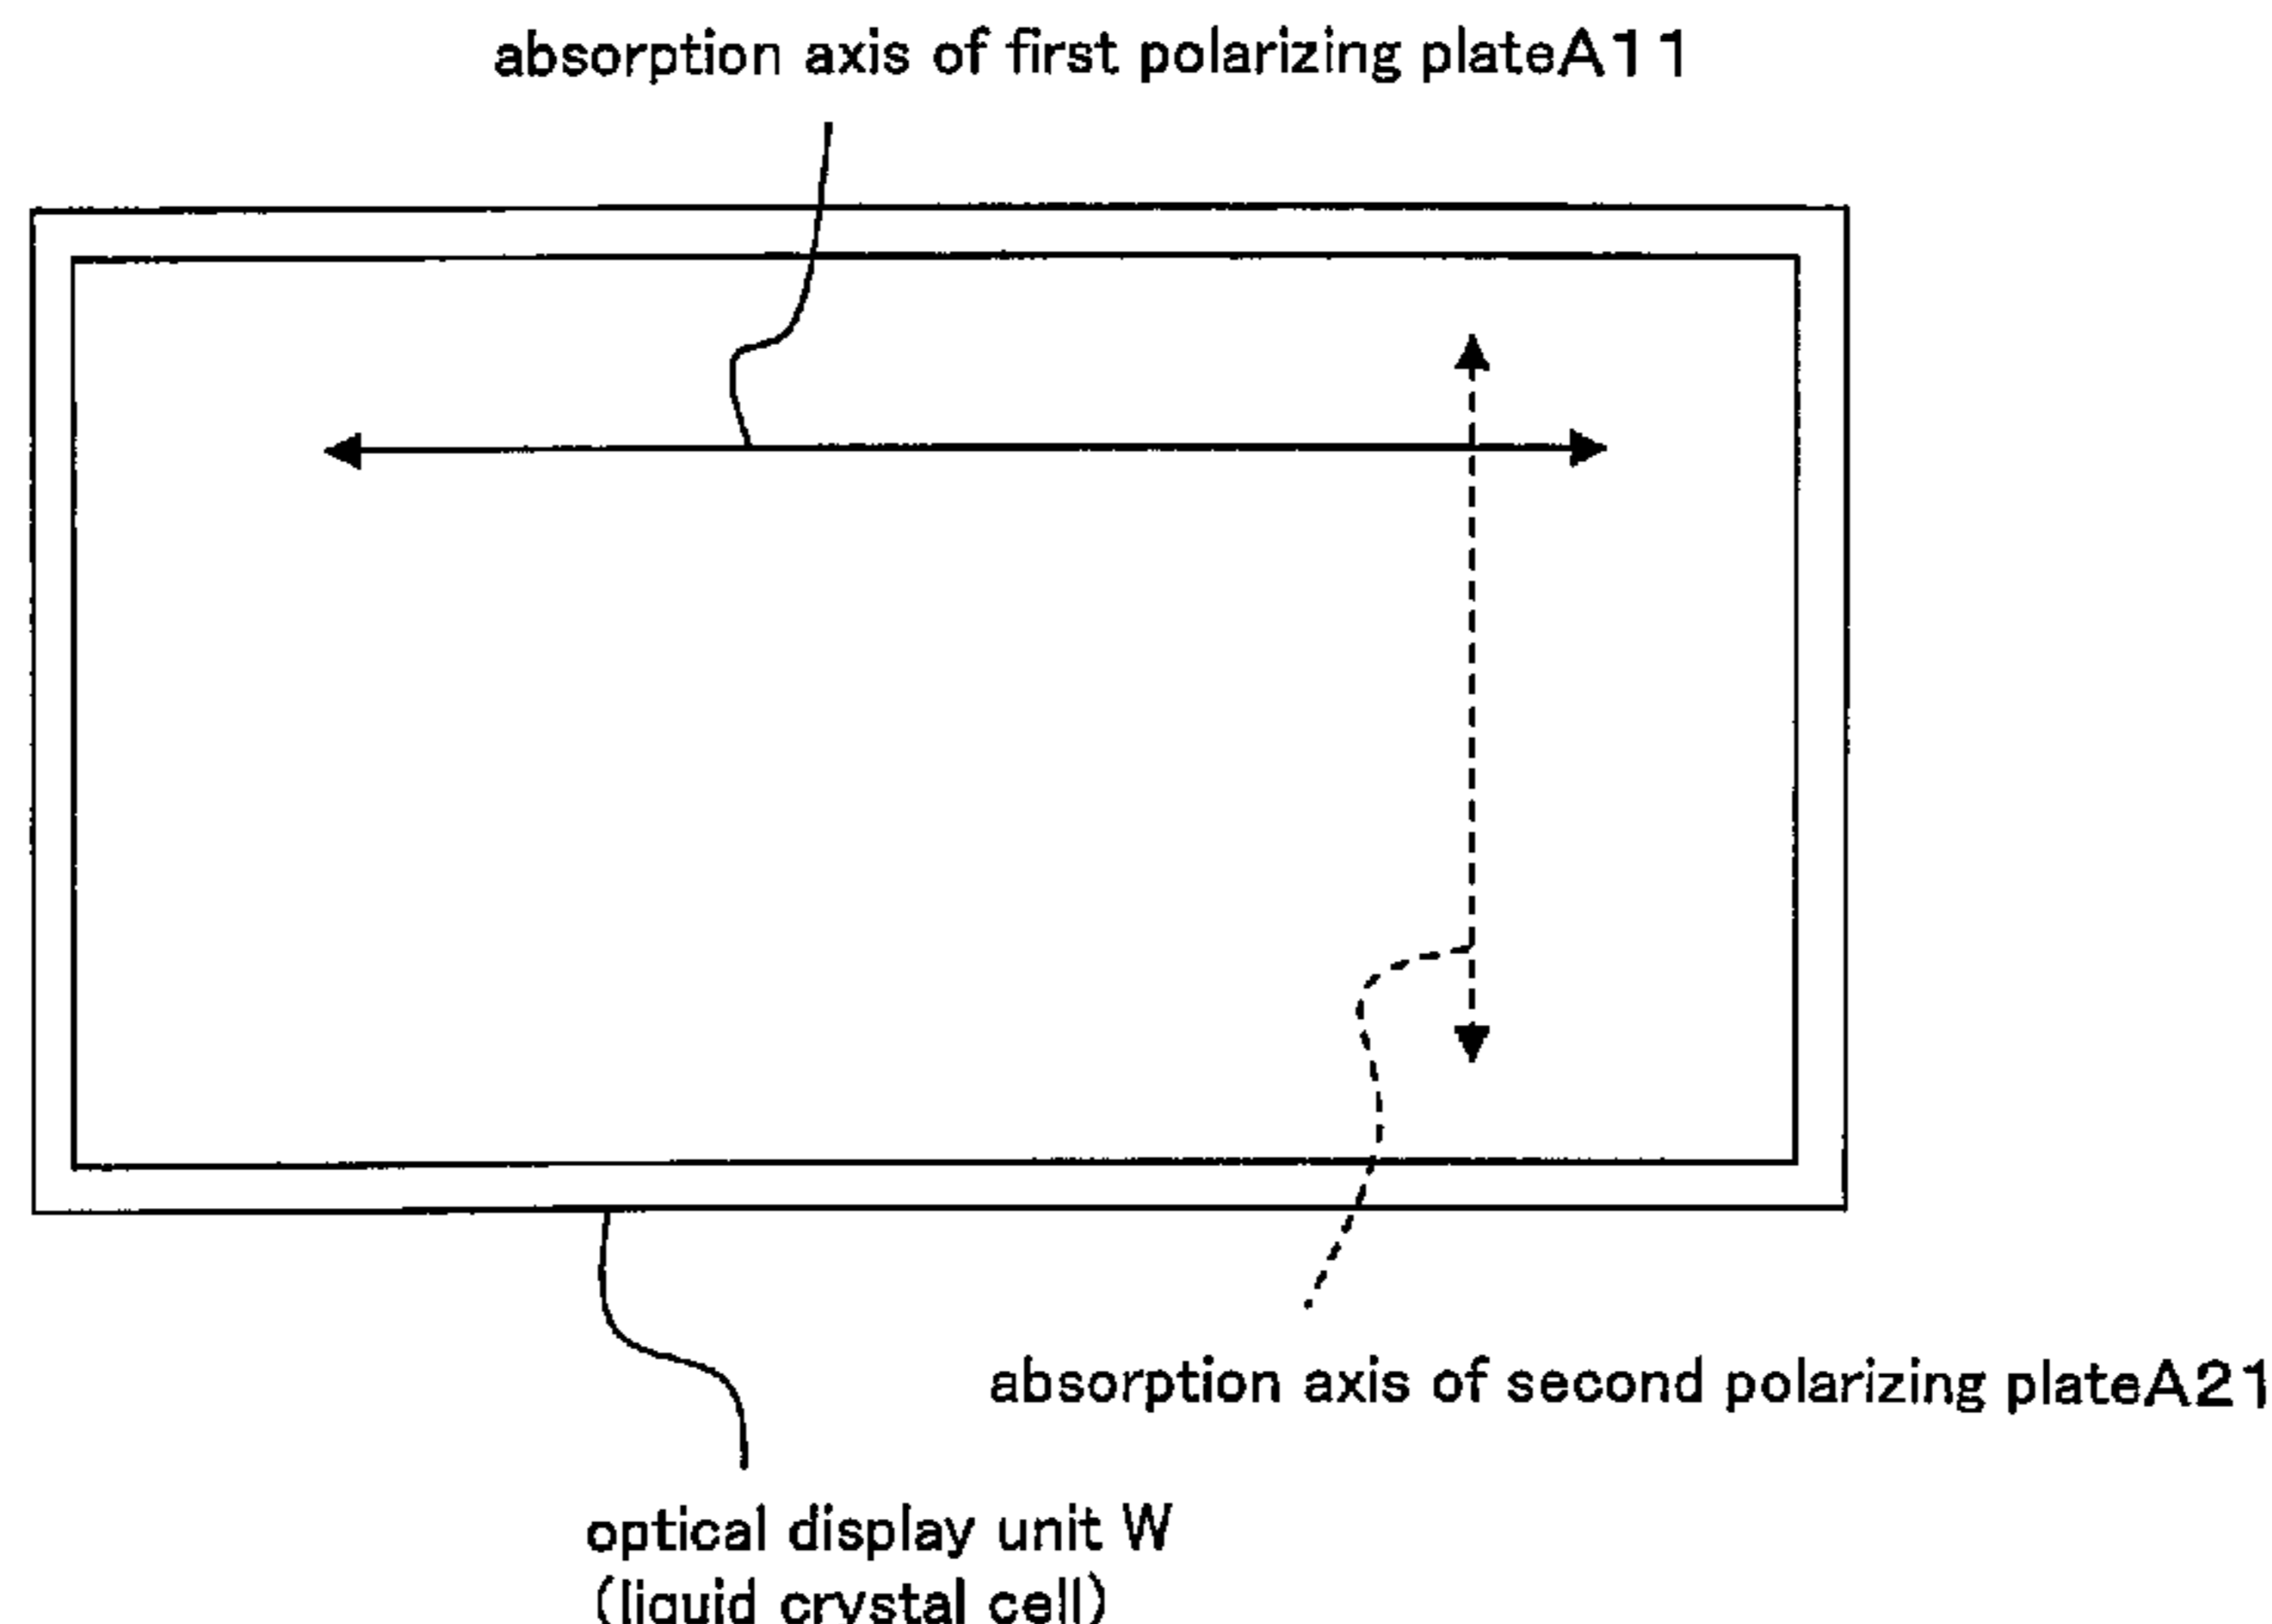 absorption axis of first polarizing plateA11
absorption axis of second polarizing plateA21
optical display unit W
(liquid crystal cell)